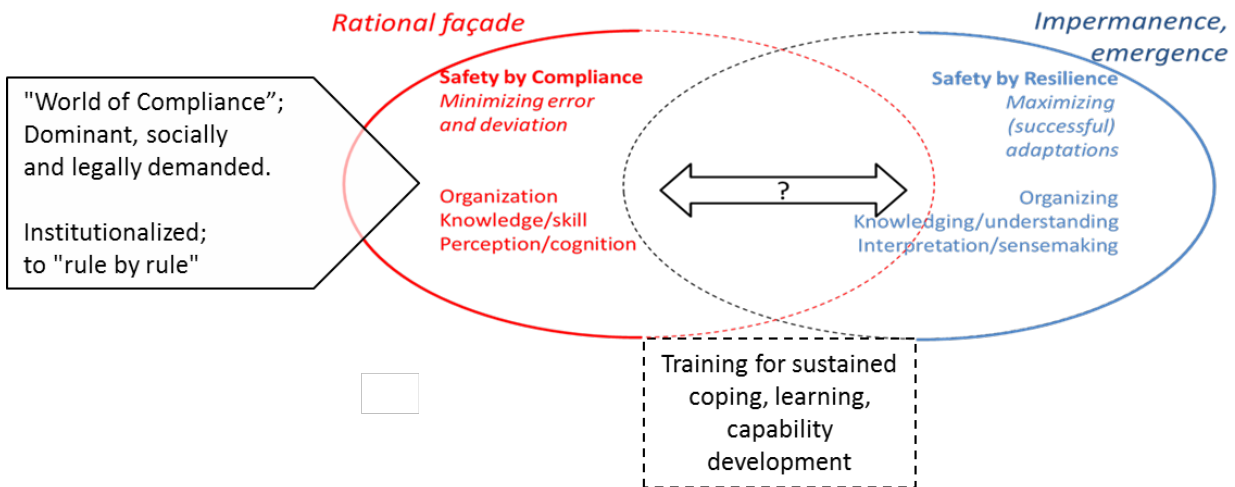 Rational façade
Impermanence,
emergence
"World of Compliance”;
Dominant, socially
and legally demanded.
Institutionalized;
to "rule by rule"
Safety by Compliance
Minimizing error
and deviation
Organization
Knowledge/skill
Perception/cognition
?
Safety by Resilience
Maximizing
(successful)
adaptations
Organizing
Knowledging/understanding
Interpretation/sensemaking
Training for sustained
coping, learning,
capability
development